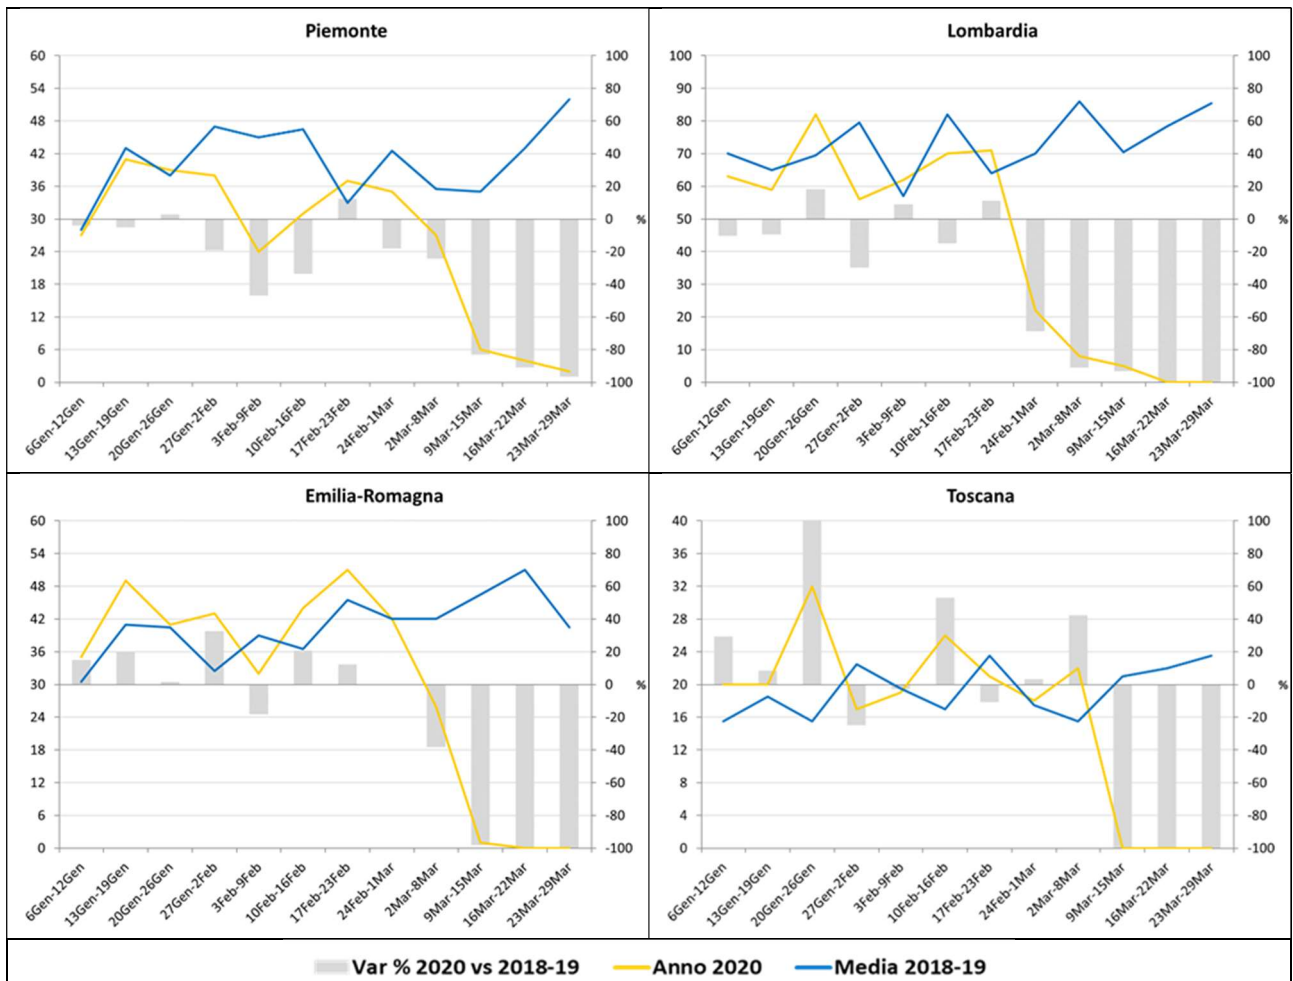 Piemonte
60
54
48
42
36
30
24
18
12
6
0
100
80
60
40
20
0
-20
-40
-60
-80
-100
%
6Gen-12Gen
13Gen-19Gen
20Gen-26Gen
27Gen-2Feb
3Feb-9Feb
10Feb-16Feb
17Feb-23Feb
24Feb-1Mar
2Mar-8Mar
9Mar-15Mar
16Mar-22Mar
23Mar-29Mar
Lombardia
100
90
80
70
60
50
40
30
20
10
0
100
80
60
40
20
0
-20
-40
-60
-80
-100
%
6Gen-12Gen
13Gen-19Gen
20Gen-26Gen
27Gen-2Feb
3Feb-9Feb
10Feb-16Feb
17Feb-23Feb
24Feb-1Mar
2Mar-8Mar
9Mar-15Mar
16Mar-22Mar
23Mar-29Mar
Emilia-Romagna
60
54
48
42
36
30
24
18
12
6
0
100
80
60
40
20
0
-20
-40
-60
-80
-100
%
6Gen-12Gen
13Gen-19Gen
20Gen-26Gen
27Gen-2Feb
3Feb-9Feb
10Feb-16Feb
17Feb-23Feb
24Feb-1Mar
2Mar-8Mar
9Mar-15Mar
16Mar-22Mar
23Mar-29Mar
Toscana
40
36
32
28
24
20
16
12
8
4
0
100
80
60
40
20
0
-20
-40
-60
-80
-100
%
6Gen-12Gen
13Gen-19Gen
20Gen-26Gen
27Gen-2Feb
3Feb-9Feb
10Feb-16Feb
17Feb-23Feb
24Feb-1Mar
2Mar-8Mar
9Mar-15Mar
16Mar-22Mar
23Mar-29Mar
Var % 2020 vs 2018-19 Anno 2020 Media 2018-19